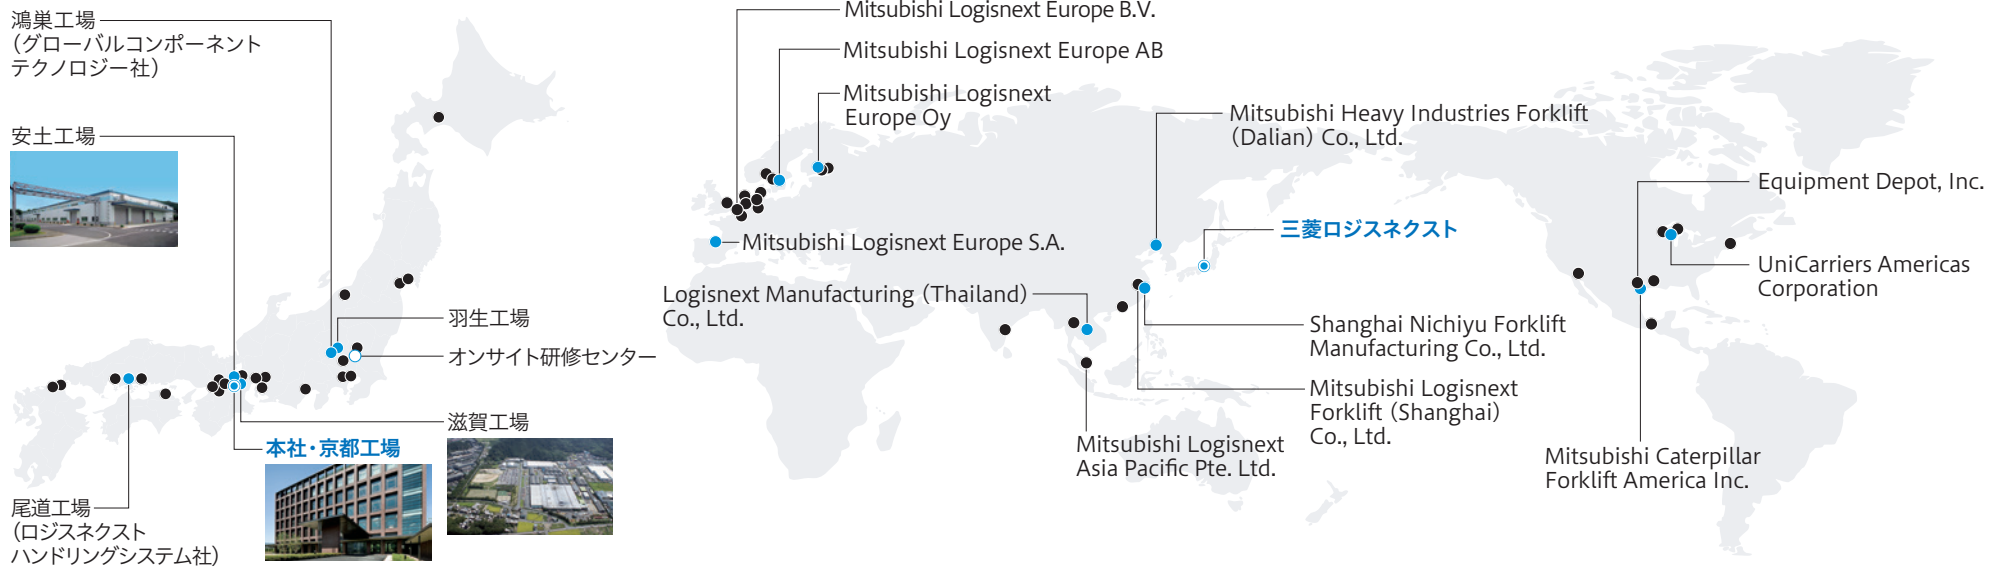 鴻巣工場
（グローバルコンポーネント
テクノロジー社）
安土工場
羽生工場
オンサイト研修センター
滋賀工場
本社・京都工場
尾道工場
（ロジスネクスト
ハンドリングシステム社）
Mitsubishi Logisnext Europe B.V.
Mitsubishi Logisnext Europe AB
Mitsubishi Logisnext
Europe Oy
Mitsubishi Logisnext Europe S.A.
Mitsubishi Heavy Industries Forklift
（Dalian）Co., Ltd.
三菱ロジスネクスト
Logisnext Manufacturing（Thailand）
Co., Ltd.
Shanghai Nichiyu Forklift
Manufacturing Co., Ltd.
Mitsubishi Logisnext
Forklift（Shanghai）
Co., Ltd.
Mitsubishi Logisnext
Asia Pacific Pte. Ltd.
Equipment Depot, Inc.
UniCarriers Americas
Corporation
Mitsubishi Caterpillar
Forklift America Inc.